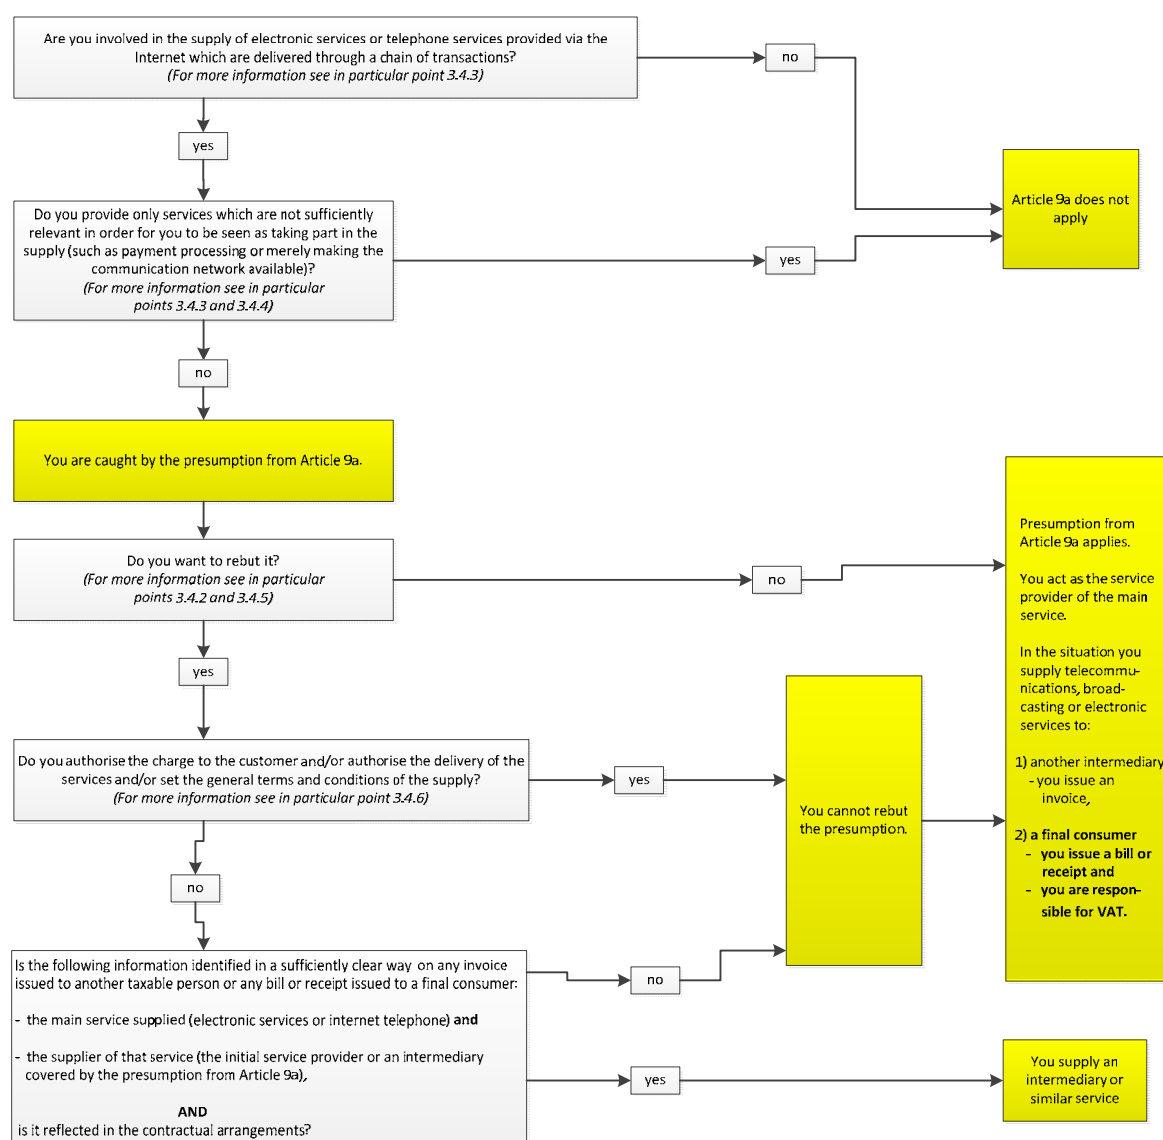 Are you involved in the supply of electronic services or telephone services provided via the
Internet which are delivered through a chain of transactions?
(For more information see in particular point 3.4.3)
no
yes
Article 9a does not
apply
Do you provide only services which are not sufficiently
relevant in order for you to be seen as taking part in the
supply (such as payment processing or merely making the
communication network available)?
(For more information see in particular
points 3.4.3 and 3.4.4)
yes
no
You are caught by the presumption from Article 9a.
Do you want to rebut it?
(For more information see in particular
points 3.4.2 and 3.4.5)
no
Presumption from
Article 9a applies.
You act as the service
provider of the main
service.
In the situation you
supply telecommu-
nications, broad-
casting or electronic
services to:
1) another intermediary
- you issue an
invoice,
2) a final consumer
- you issue a bill or
receipt and
- you are respon-
sible for VAT.
yes
Do you authorise the charge to the customer and/or authorise the delivery of the
services and/or set the general terms and conditions of the supply?
(For more information see in particular point 3.4.6)
yes
You cannot rebut
the presumption.
no
Is the following information identified in a sufficiently clear way on any invoice
issued to another taxable person or any bill or receipt issued to a final consumer:
- the main service supplied (electronic services or internet telephone) and
- the supplier of that service (the initial service provider or an intermediary
covered by the presumption from Article 9a),
AND
is it reflected in the contractual arrangements?
no
yes
You supply an
intermediary or
similar service